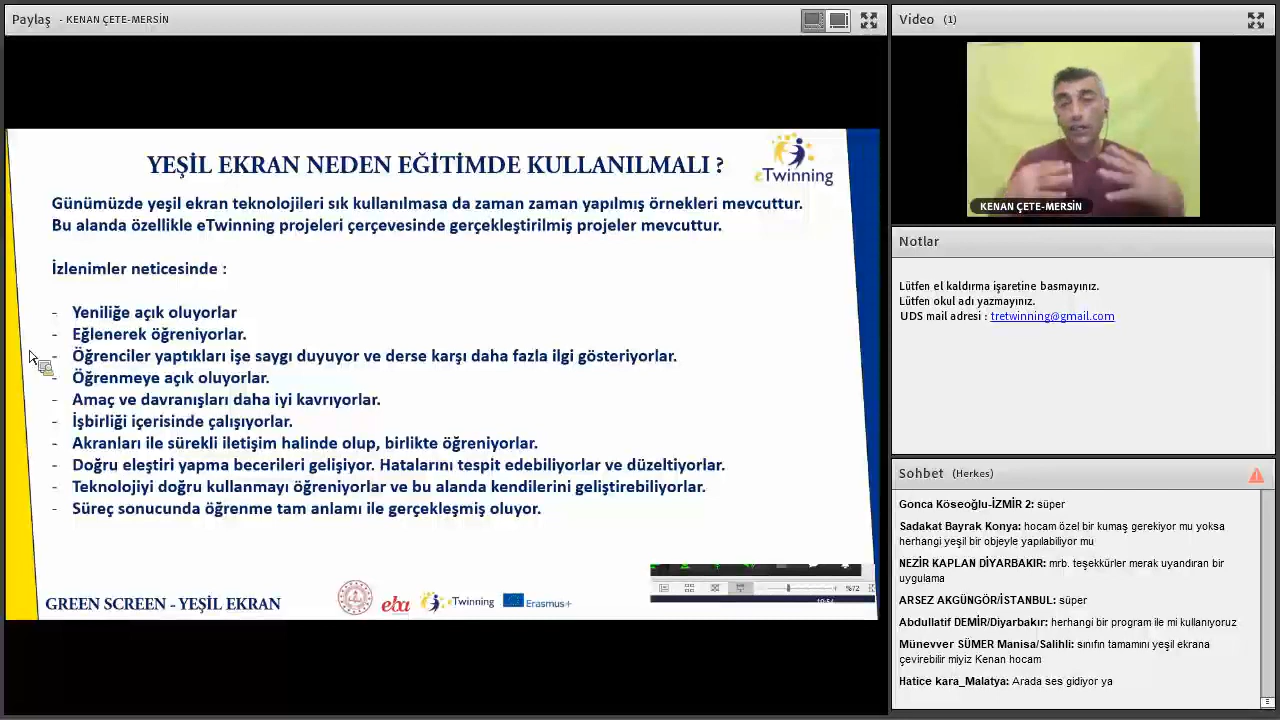 Paylaş - KENAN ÇETE-MERSİN
YEŞİL EKRAN NEDEN EĞİTİMDE KULLANILMALI ?
eTwinning
Günümüzde yeşil ekran teknolojileri sık kullanılmasa da zaman zaman yapılmış örnekleri mevcuttur.
Bu alanda özellikle eTwinning projeleri çerçevesinde gerçekleştirilmiş projeler mevcuttur.
İzlenimler neticesinde :
- Yeniliğe açık oluyorlar
- Eğlenerek öğreniyorlar.
- Öğrenciler yaptıkları işe saygı duyuyor ve derse karşı daha fazla ilgi gösteriyorlar.
- Öğrenmeye açık oluyorlar.
- Amaç ve davranışları daha iyi kavrıyorlar.
- İşbirliği içerisinde çalışıyorlar.
- Akranları ile sürekli iletişim halinde olup, birlikte öğreniyorlar.
- Doğru eleştiri yapma becerileri gelişiyor. Hatalarını tespit edebiliyorlar ve düzeltiyorlar.
- Teknolojiyi doğru kullanmayı öğreniyorlar ve bu alanda kendilerini geliştirebiliyorlar.
- Süreç sonucunda öğrenme tam anlamı ile gerçekleşmiş oluyor.
GREEN SCREEN - YEŞİL EKRAN
eba
eTwinning
Erasmus+
%72
Video (1)
KENAN ÇETE-MERSİN
Notlar
Lütfen el kaldırma işaretine basmayınız.
Lütfen okul adı yazmayınız.
UDS mail adresi : tretwinning@gmail.com
Sohbet (Herkes)
Gonca Köseoğlu-İZMİR 2: süper
Sadakat Bayrak Konya: hocam özel bir kumaş gerekiyor mu yoksa
herhangi yeşil bir objeyle yapılabiliyor mu
NEZİR KAPLAN DİYARBAKIR: mrb. teşekkürler merak uyandıran bir
uygulama
ARSEZ AKGÜNGÖR/İSTANBUL: süper
Abdullatif DEMİR/Diyarbakır: herhangi bir program ile mi kullanıyoruz
Münevver SÜMER Manisa/Salihli: sınıfın tamamını yeşil ekrana
çevirebilir miyiz Kenan hocam
Hatice kara_Malatya: Arada ses gidiyor ya